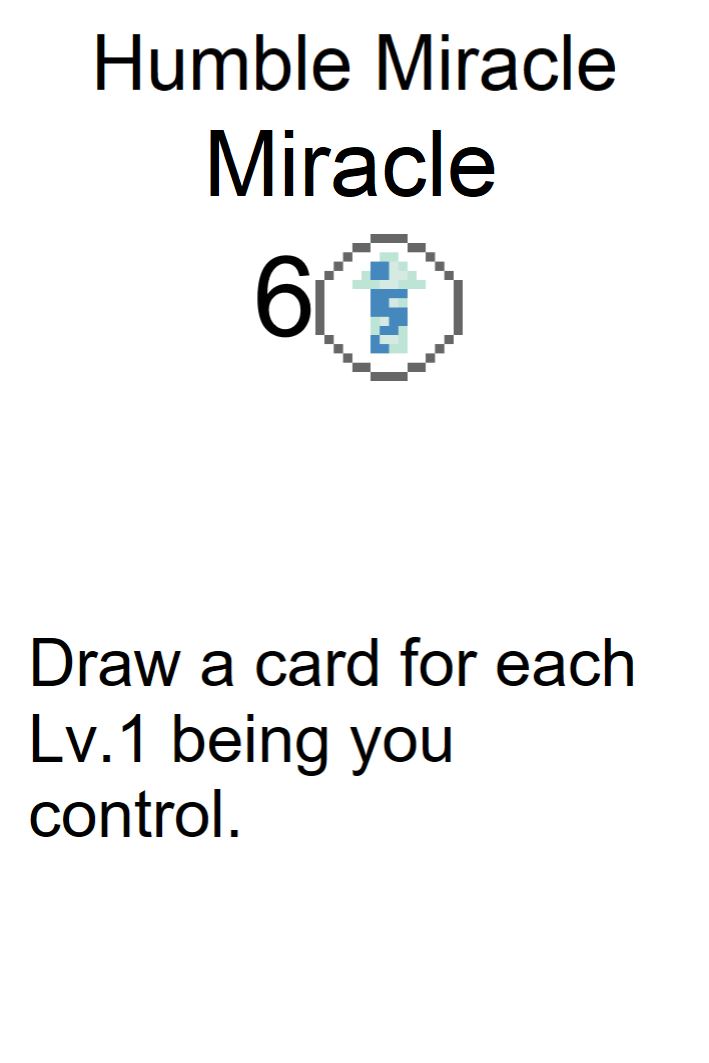 Humble Miracle
Miracle
6
Draw a card for each
Lv.1 being you
control.